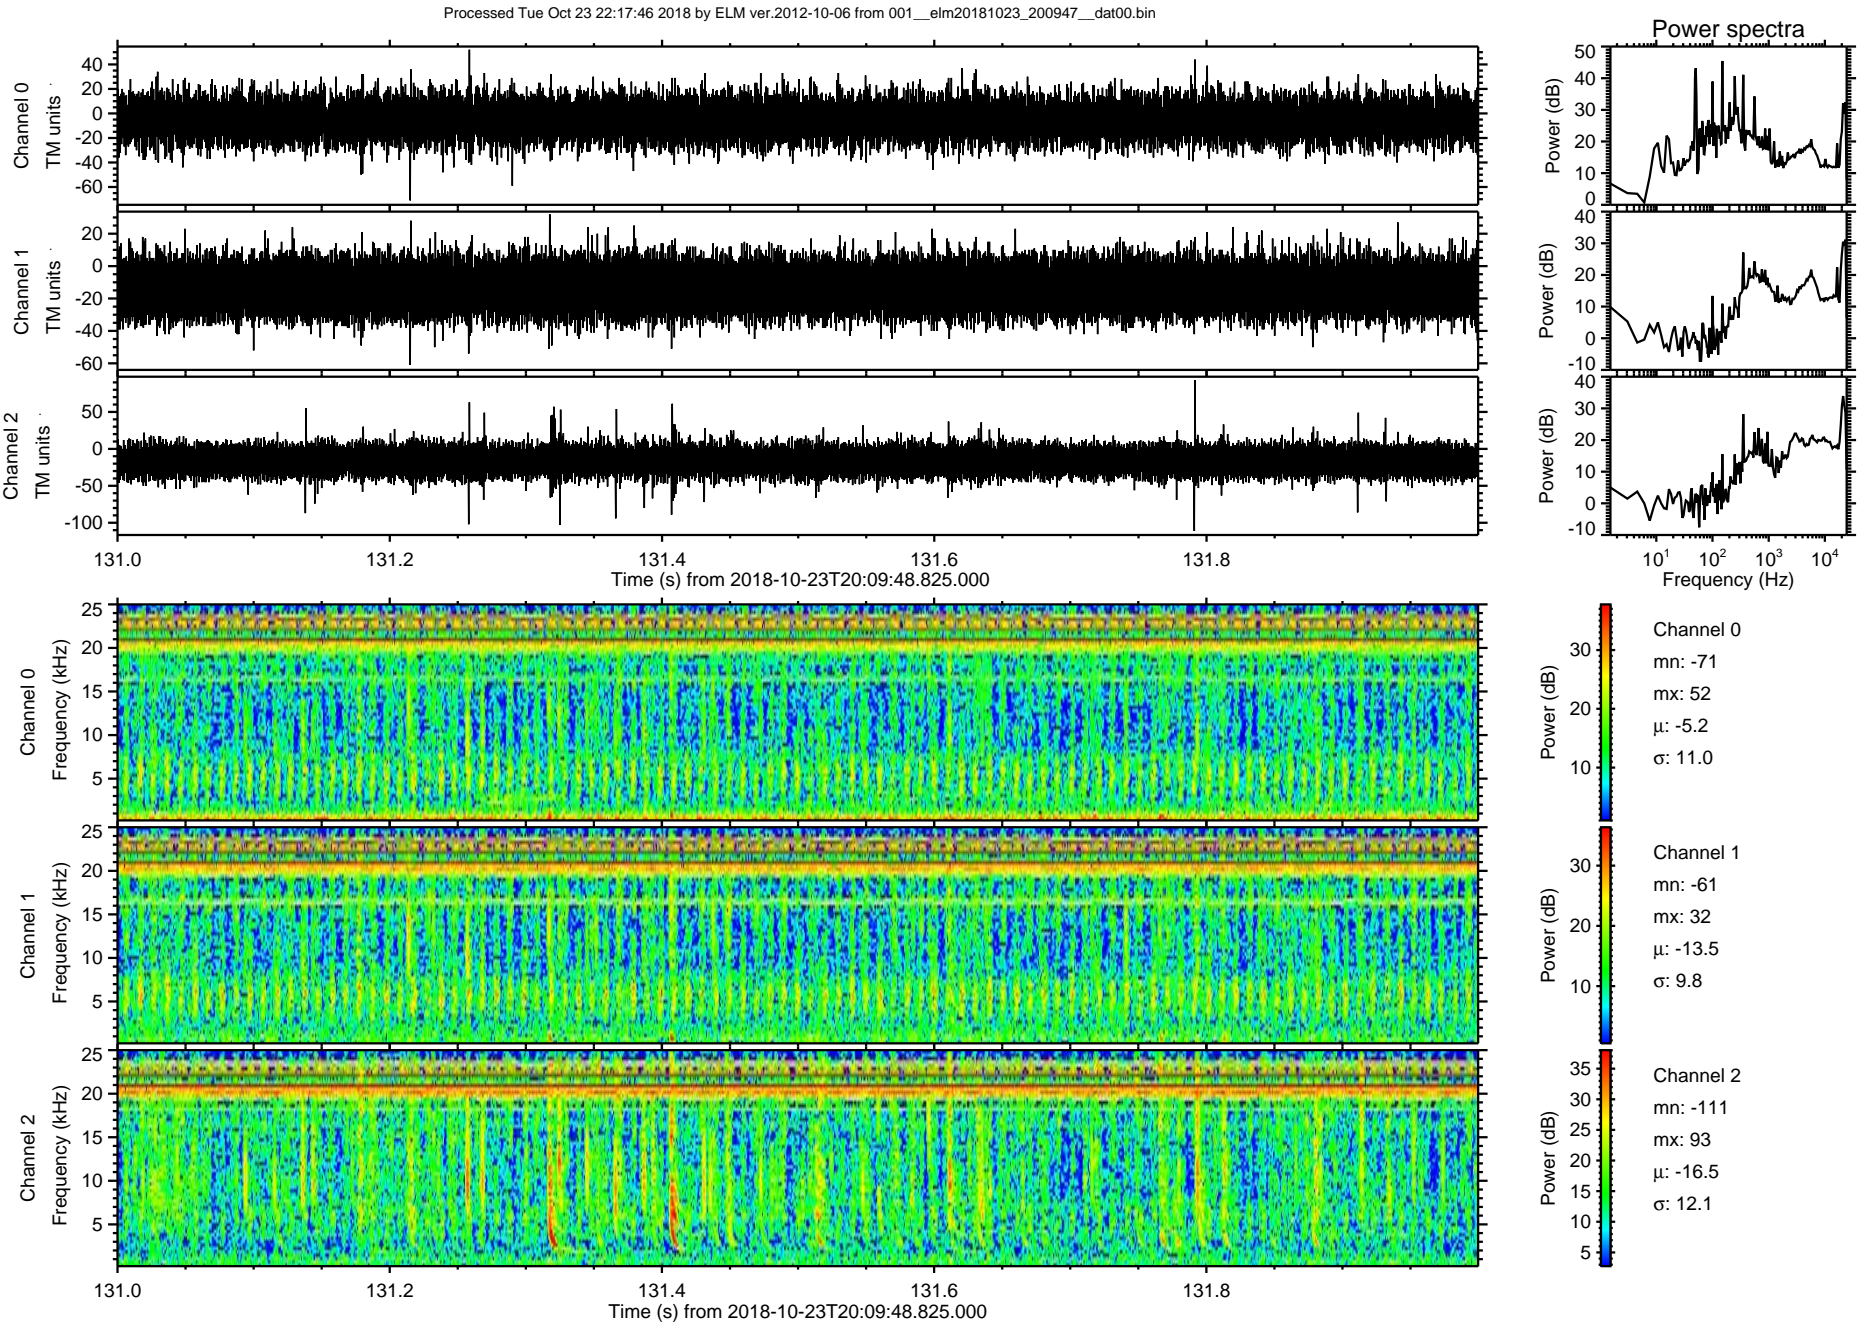 Processed Tue Oct 23 22:17:46 2018 by ELM ver.2012-10-06 from 001__elm20181023_200947__dat00.bin
Power spectra
Channel 0
TM units
40
20
0
-20
-40
-60
Power (dB)
50
40
30
20
10
0
Channel 1
TM units
20
0
-20
-40
-60
Power (dB)
40
30
20
10
0
-10
Channel 2
TM units
50
0
-50
-100
Power (dB)
40
30
20
10
0
-10
131.0 131.2 131.4 131.6 131.8
Time (s) from 2018-10-23T20:09:48.825.000
10^1 10^2 10^3 10^4
Frequency (Hz)
Channel 0
Frequency (kHz)
25
20
15
10
5
Power (dB)
30
20
10
Channel 0
mn: -71
mx: 52
μ: -5.2
σ: 11.0
Channel 1
Frequency (kHz)
25
20
15
10
5
Power (dB)
30
20
10
Channel 1
mn: -61
mx: 32
μ: -13.5
σ: 9.8
Channel 2
Frequency (kHz)
25
20
15
10
5
Power (dB)
35
30
25
20
15
10
5
Channel 2
mn: -111
mx: 93
μ: -16.5
σ: 12.1
131.0 131.2 131.4 131.6 131.8
Time (s) from 2018-10-23T20:09:48.825.000